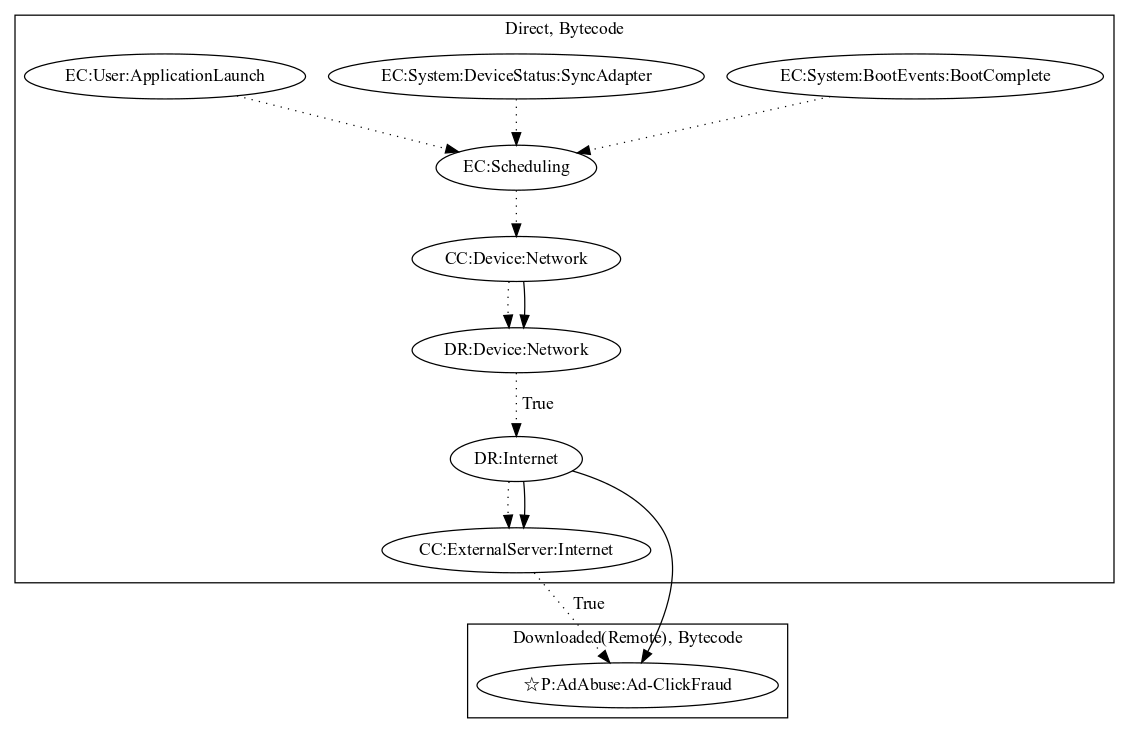 Direct, Bytecode
EC:User:ApplicationLaunch
EC:System:DeviceStatus:SyncAdapter
EC:System:BootEvents:BootComplete
EC:Scheduling
CC:Device:Network
DR:Device:Network
True
DR:Internet
CC:ExternalServer:Internet
True
Downloaded(Remote), Bytecode
☆P:AdAbuse:Ad-ClickFraud